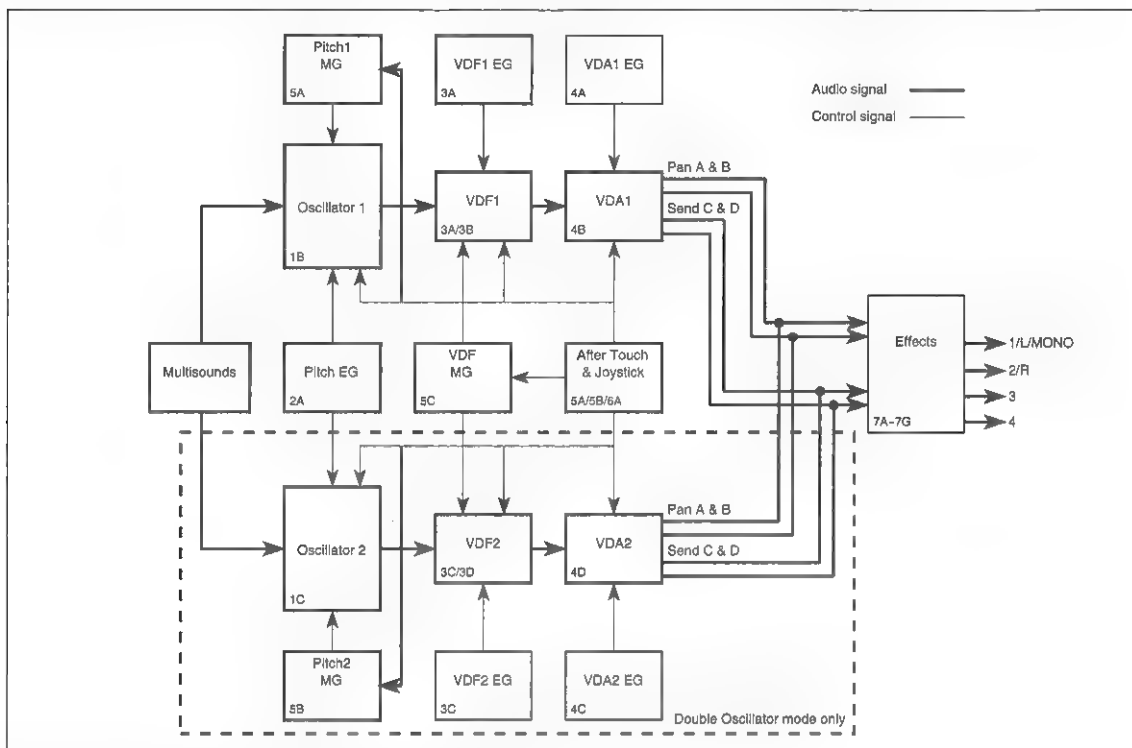 Pitch1
MG
5A
VDF1 EG
3A
VDA1 EG
4A
Audio signal
Control signal
Oscillator 1
1B
VDF1
3A/3B
VDA1
4B
Pan A & B
Send C & D
Multisounds
Pitch EG
2A
VDF
MG
5C
After Touch
& Joystick
5A/5B/6A
Effects
7A-7G
1/L/MONO
2/R
3
4
Oscillator 2
1C
VDF2
3C/3D
VDA2
4D
Pan A & B
Send C & D
Pitch2
MG
5B
VDF2 EG
3C
VDA2 EG
4C
Double Oscillator mode only